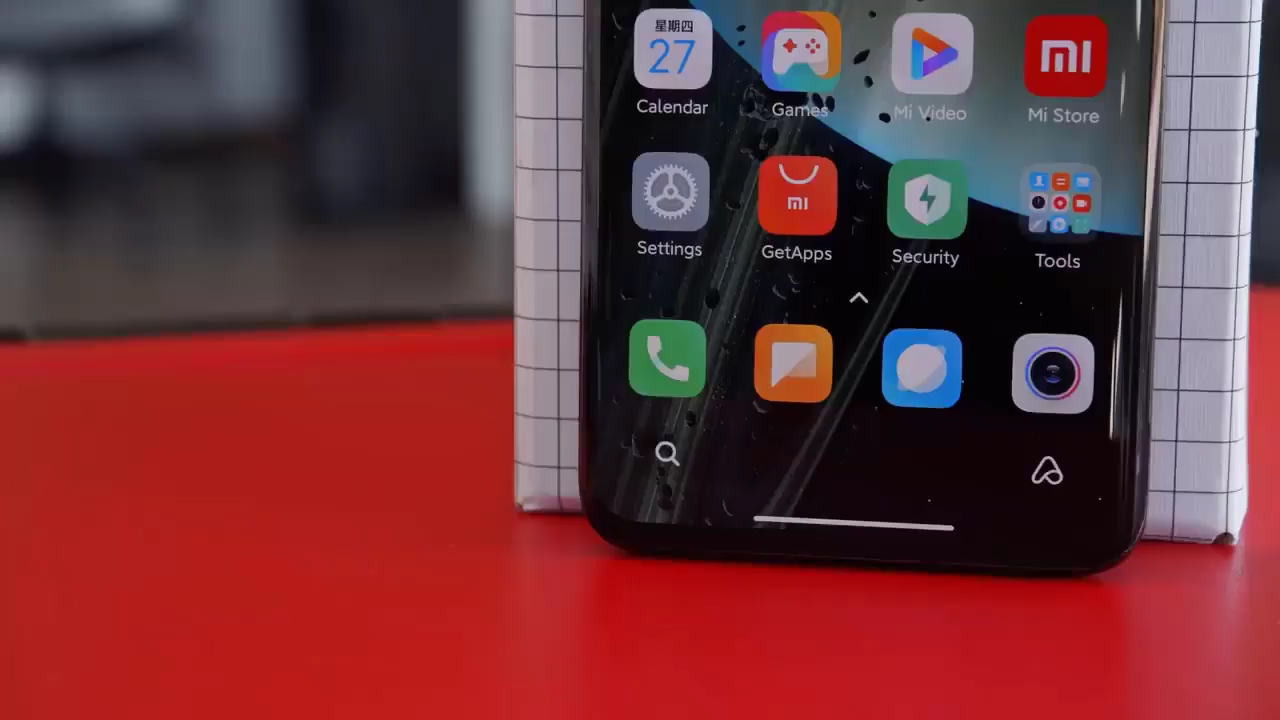 星期四
27
mi
Calendar
Games
Mi Video
Mi Store
mi
Settings
GetApps
Security
Tools